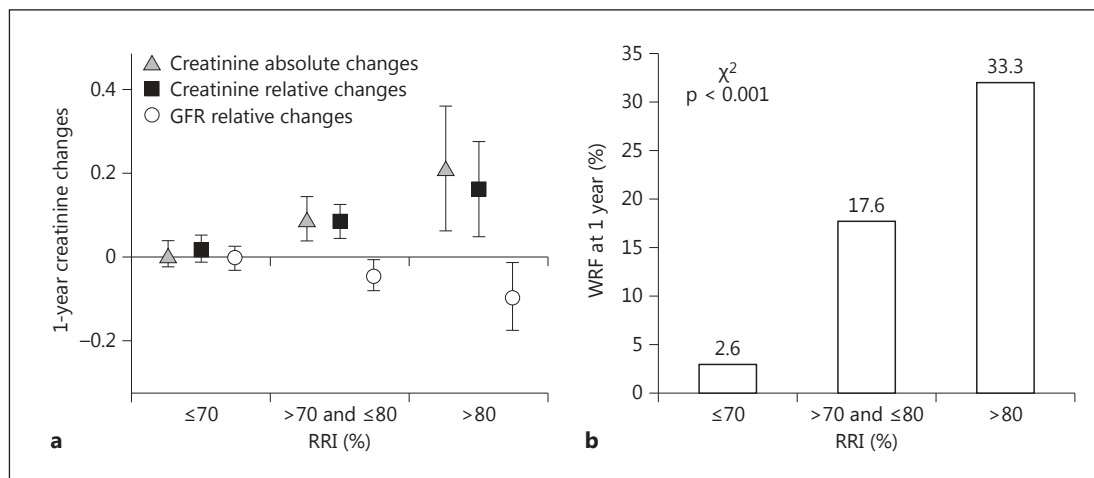 Creatinine absolute changes
Creatinine relative changes
GFR relative changes
1-year creatinine changes
0.4
0.2
0
–0.2
≤70
>70 and ≤80
>80
RRI (%)
a
χ2
p < 0.001
WRF at 1 year (%)
35
30
25
20
15
10
5
0
2.6
17.6
33.3
≤70
>70 and ≤80
>80
RRI (%)
b